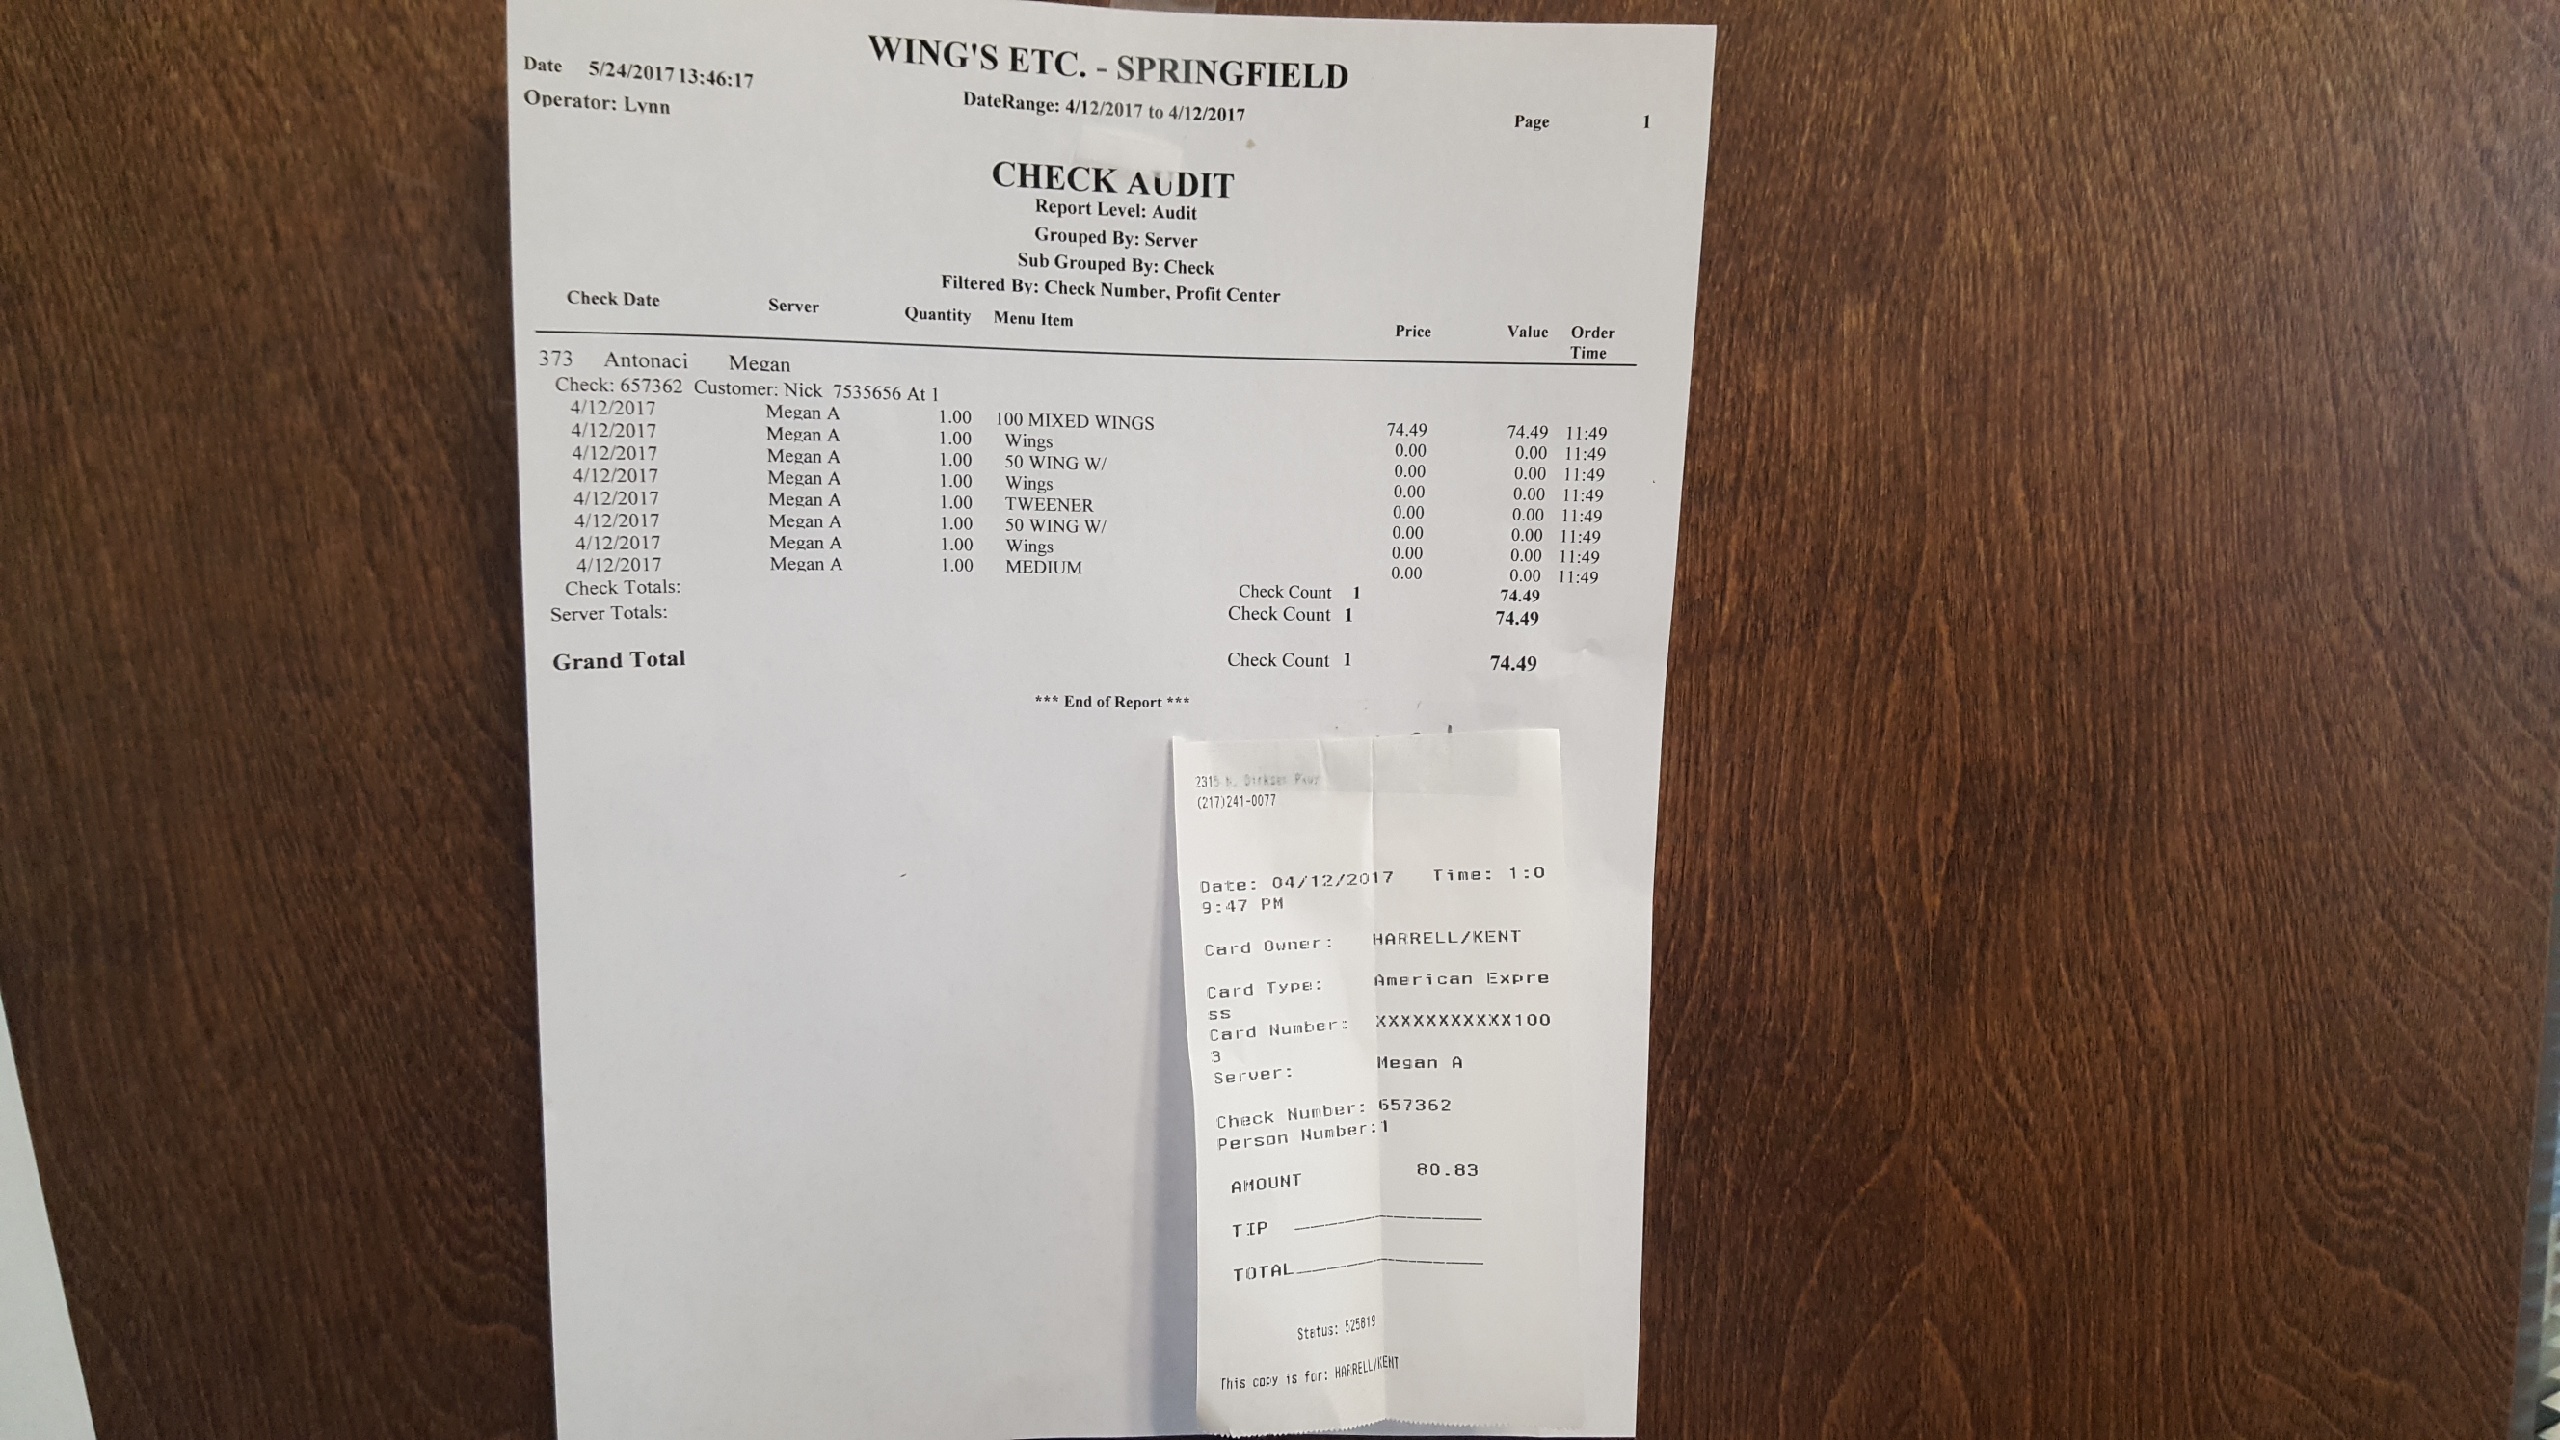 WING'S ETC. - SPRINGFIELD
Date 5/24/2017 13:46:17
Operator: Lynn
DateRange: 4/12/2017 to 4/12/2017
Page 1
CHECK AUDIT
Report Level: Audit
Grouped By: Server
Sub Grouped By: Check
Filtered By: Check Number, Profit Center
Check Date Server Quantity Menu Item Price Value Order Time
373 Antonaci Megan
Check: 657362 Customer: Nick 7535656 At 1
4/12/2017 Megan A 1.00 100 MIXED WINGS 74.49 74.49 11:49
4/12/2017 Megan A 1.00 Wings 0.00 0.00 11:49
4/12/2017 Megan A 1.00 50 WING W/ 0.00 0.00 11:49
4/12/2017 Megan A 1.00 Wings 0.00 0.00 11:49
4/12/2017 Megan A 1.00 TWEENER 0.00 0.00 11:49
4/12/2017 Megan A 1.00 50 WING W/ 0.00 0.00 11:49
4/12/2017 Megan A 1.00 Wings 0.00 0.00 11:49
4/12/2017 Megan A 1.00 MEDIUM 0.00 0.00 11:49
Check Totals: Check Count 1 74.49
Server Totals: Check Count 1 74.49
Grand Total Check Count 1 74.49
*** End of Report ***
2315 N. Dirksen Pkwy
(217)241-0077
Date: 04/12/2017 Time: 1:0
9:47 PM
Card Owner: HARRELL/KENT
Card Type: American Expre
ss
Card Number: XXXXXXXXXXX100
3
Server: Megan A
Check Number: 657362
Person Number:1
AMOUNT 80.83
TIP
TOTAL
Status: 525819
This copy is for: HARRELL/KENT